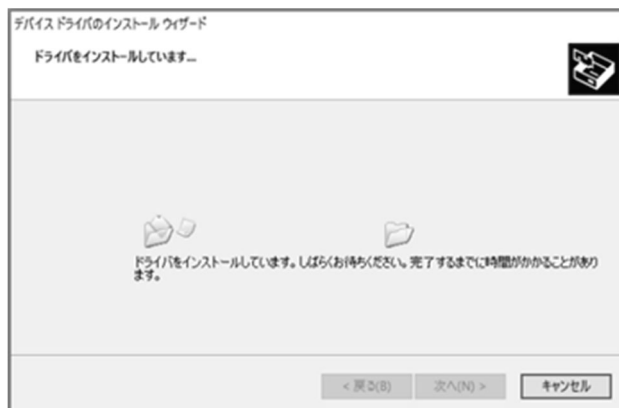 デバイス ドライバのインストール ウィザード
ドライバをインストールしています...
ドライバをインストールしています。しばらくお待ちください。完了するまでに時間がかかることがあり
ます。
< 戻る(B)
次へ(N) >
キャンセル